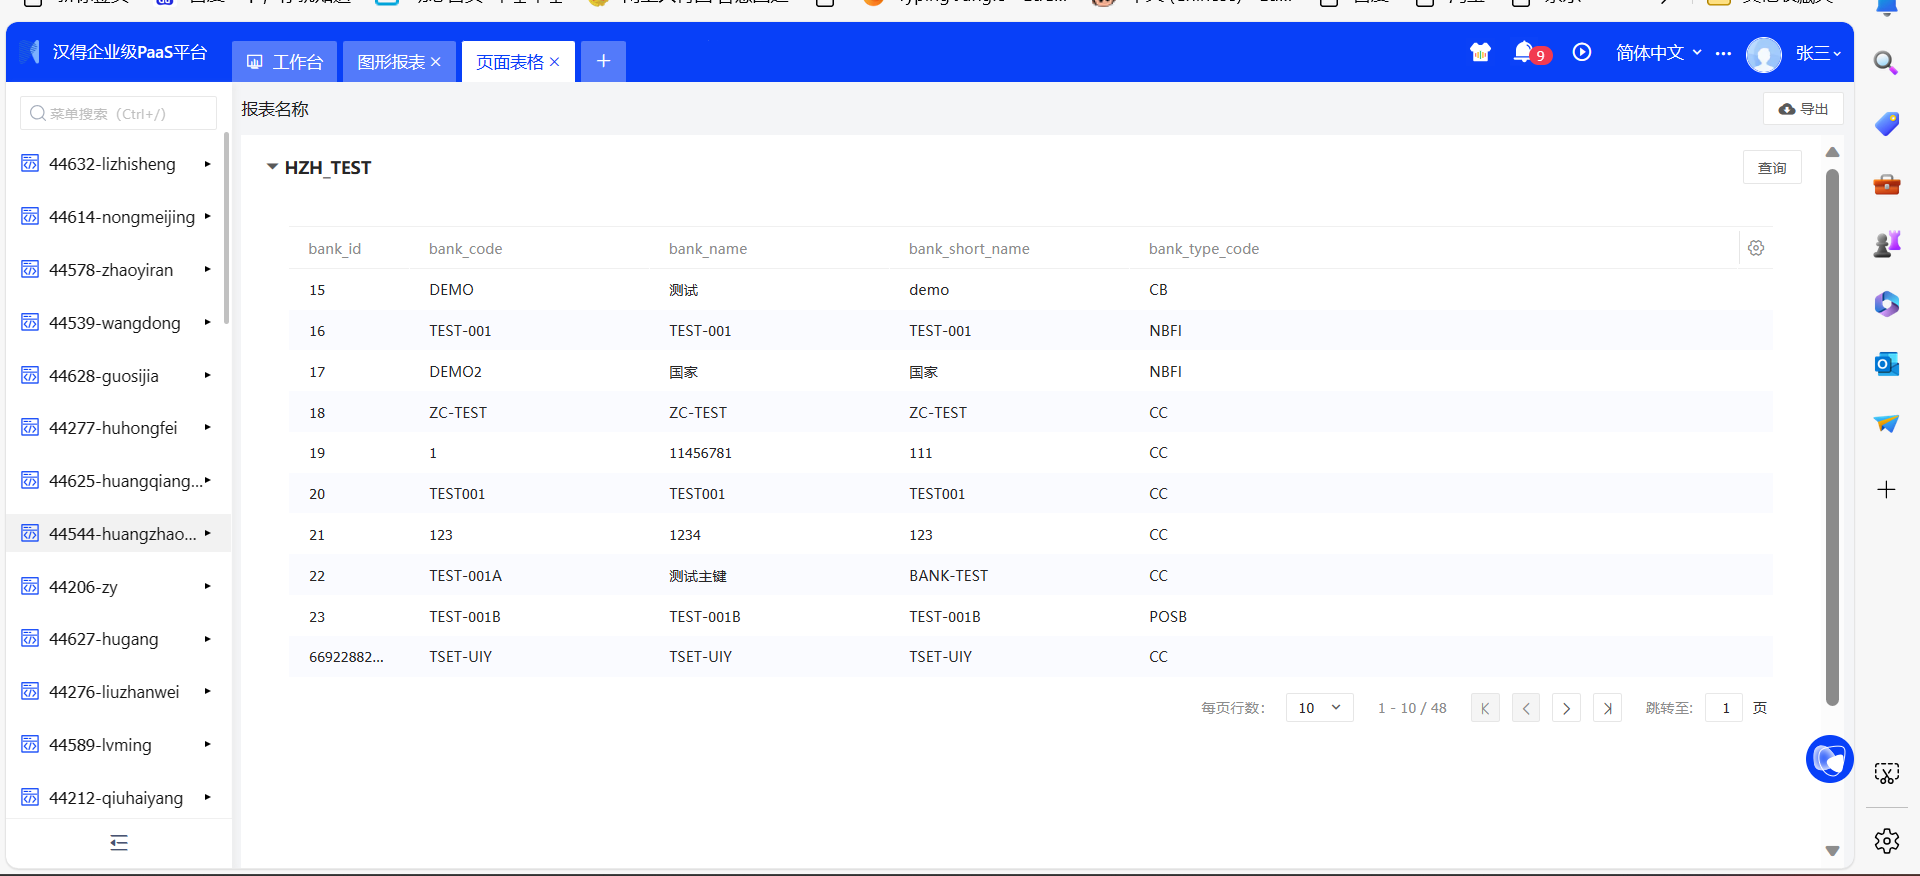 汉得企业级PaaS平台
工作台
图形报表
页面表格
9
简体中文
张三
菜单搜索（Ctrl+/）
报表名称
导出
44632-lizhisheng
44614-nongmeijing
44578-zhaoyiran
44539-wangdong
44628-guosijia
44277-huhongfei
44625-huangqiang...
44544-huangzhao...
44206-zy
44627-hugang
44276-liuzhanwei
44589-lvming
44212-qiuhaiyang
HZH_TEST
查询
bank_id bank_code bank_name bank_short_name bank_type_code
15 DEMO 测试 demo CB
16 TEST-001 TEST-001 TEST-001 NBFI
17 DEMO2 国家 国家 NBFI
18 ZC-TEST ZC-TEST ZC-TEST CC
19 1 11456781 111 CC
20 TEST001 TEST001 TEST001 CC
21 123 1234 123 CC
22 TEST-001A 测试主键 BANK-TEST CC
23 TEST-001B TEST-001B TEST-001B POSB
66922882... TSET-UIY TSET-UIY TSET-UIY CC
每页行数： 10 1 - 10 / 48 跳转至: 1 页